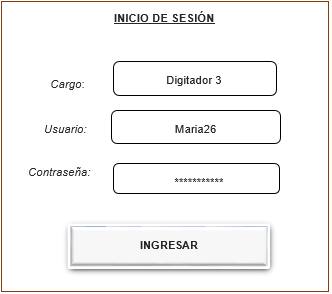 INICIO DE SESIÓN
Cargo: Digitador 3
Usuario: Maria26
Contraseña: ***********
INGRESAR